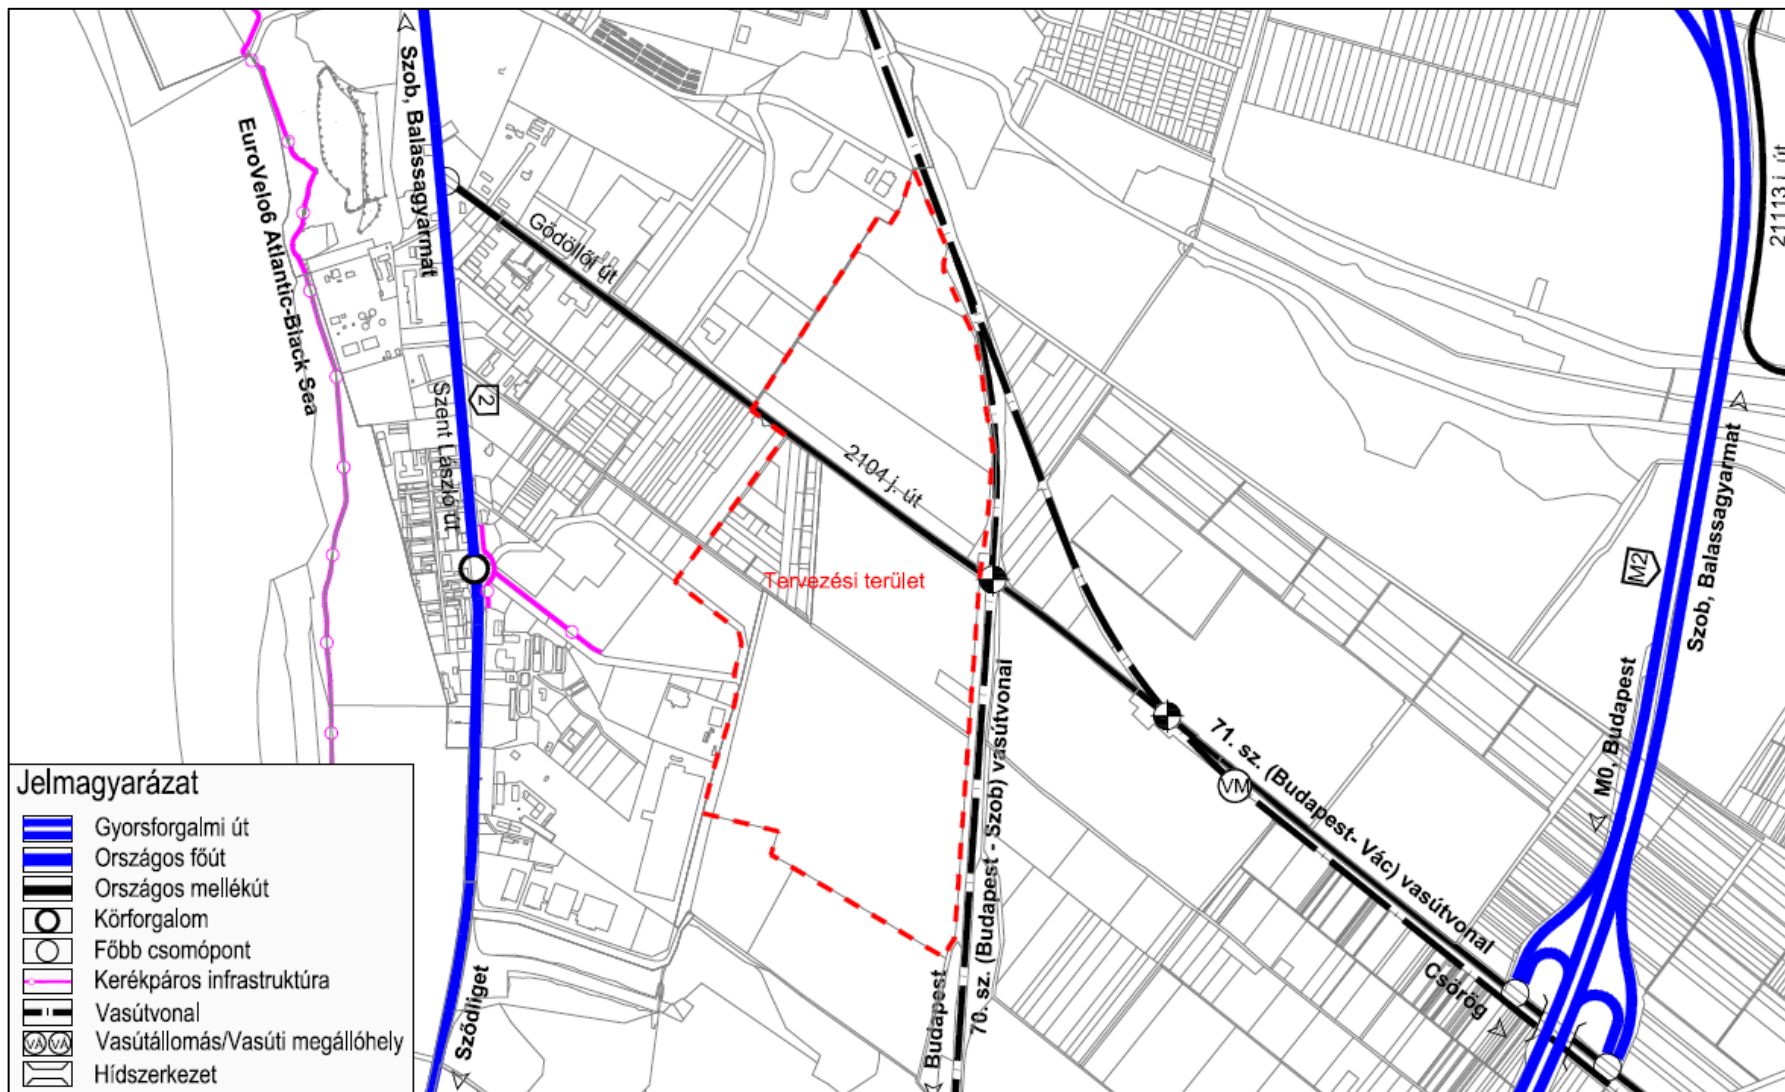 Szob, Balassagyarmat
EuroVelo6 Atlantic-Black Sea
Gödöllői út
21113 j. út
2
Szent László út
2104 j. út
Tervezési terület
M2
Szob, Balassagyarmat
M0, Budapest
71. sz. (Budapest- Vác) vasútvonal
VM
70. sz. (Budapest - Szob) vasútvonal
Csörög
Sződliget
Budapest
Jelmagyarázat
Gyorsforgalmi út
Országos főút
Országos mellékút
Körforgalom
Főbb csomópont
Kerékpáros infrastruktúra
Vasútvonal
VÁ VÁ Vasútállomás/Vasúti megállóhely
Hídszerkezet